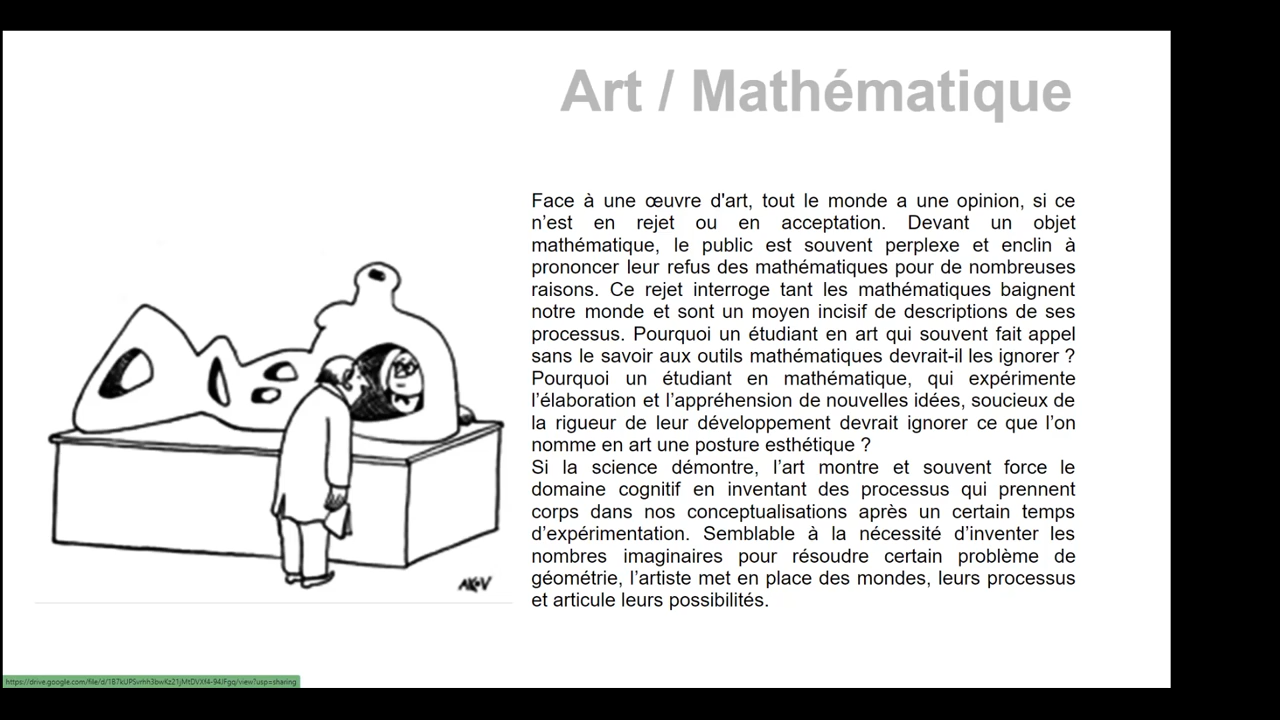 Art / Mathématique
Face à une œuvre d'art, tout le monde a une opinion, si ce
n’est en rejet ou en acceptation. Devant un objet
mathématique, le public est souvent perplexe et enclin à
prononcer leur refus des mathématiques pour de nombreuses
raisons. Ce rejet interroge tant les mathématiques baignent
notre monde et sont un moyen incisif de descriptions de ses
processus. Pourquoi un étudiant en art qui souvent fait appel
sans le savoir aux outils mathématiques devrait-il les ignorer ?
Pourquoi un étudiant en mathématique, qui expérimente
l’élaboration et l’appréhension de nouvelles idées, soucieux de
la rigueur de leur développement devrait ignorer ce que l’on
nomme en art une posture esthétique ?
Si la science démontre, l’art montre et souvent force le
domaine cognitif en inventant des processus qui prennent
corps dans nos conceptualisations après un certain temps
d’expérimentation. Semblable à la nécessité d’inventer les
nombres imaginaires pour résoudre certain problème de
géométrie, l’artiste met en place des mondes, leurs processus
et articule leurs possibilités.